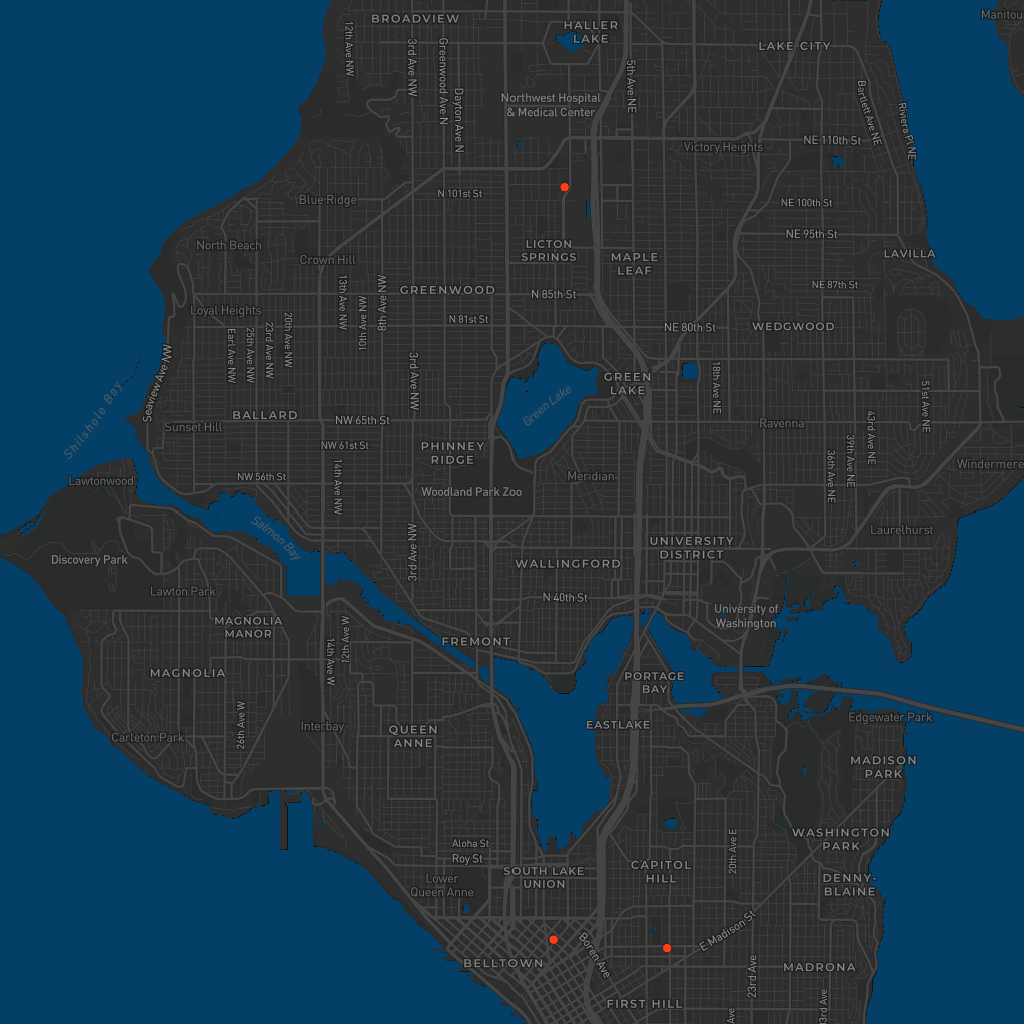 BROADVIEW
HALLER
LAKE
Manitou
LAKE CITY
12th Ave NW
3rd Ave NW
Greenwood Ave N
Dayton Ave N
5th Ave NE
Bartlett Ave NE
Riviera Pl NE
Northwest Hospital
& Medical Center
NE 110th St
Victory Heights
Blue Ridge
N 101st St
NE 100th St
NE 95th St
North Beach
Crown Hill
LICTON
SPRINGS
MAPLE
LEAF
LAVILLA
GREENWOOD
N 85th St
NE 87th St
13th Ave NW
10th Ave NW
8th Ave NW
Loyal Heights
N 81st St
NE 80th St
WEDGWOOD
Earl Ave NW
25th Ave NW
23rd Ave NW
20th Ave NW
Seaview Ave NW
3rd Ave NW
GREEN
LAKE
18th Ave NE
51st Ave NE
Green Lake
Shilshole Bay
BALLARD
NW 65th St
Sunset Hill
Ravenna
43rd Ave NE
39th Ave NE
36th Ave NE
NW 61st St
PHINNEY
RIDGE
Windermere
Lawtonwood
NW 56th St
14th Ave NW
Meridian
Woodland Park Zoo
Salmon Bay
3rd Ave NW
Laurelhurst
UNIVERSITY
DISTRICT
Discovery Park
WALLINGFORD
Lawton Park
N 40th St
University of
Washington
MAGNOLIA
MANOR
12th Ave W
14th Ave W
FREMONT
MAGNOLIA
PORTAGE
BAY
26th Ave W
Interbay
Carleton Park
QUEEN
ANNE
EASTLAKE
Edgewater Park
MADISON
PARK
WASHINGTON
PARK
20th Ave E
Aloha St
Roy St
SOUTH LAKE
UNION
CAPITOL
HILL
DENNY-
BLAINE
Lower
Queen Anne
E Madison St
Boren Ave
BELLTOWN
23rd Ave
MADRONA
FIRST HILL
Ave
3rd Ave